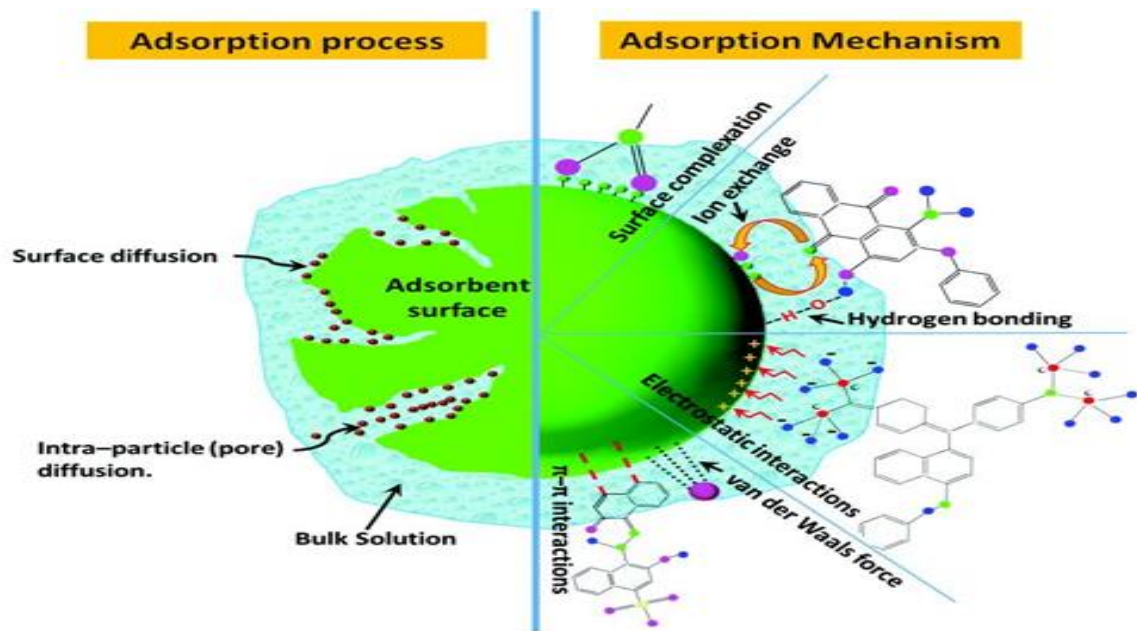 Adsorption process
Adsorption Mechanism
Surface diffusion
Adsorbent
surface
Intra–particle (pore)
diffusion.
Bulk Solution
Surface complexation
Ion exchange
H
O
Hydrogen bonding
+ + + + + +
Electrostatic interactions
van der Waals force
π–π interactions